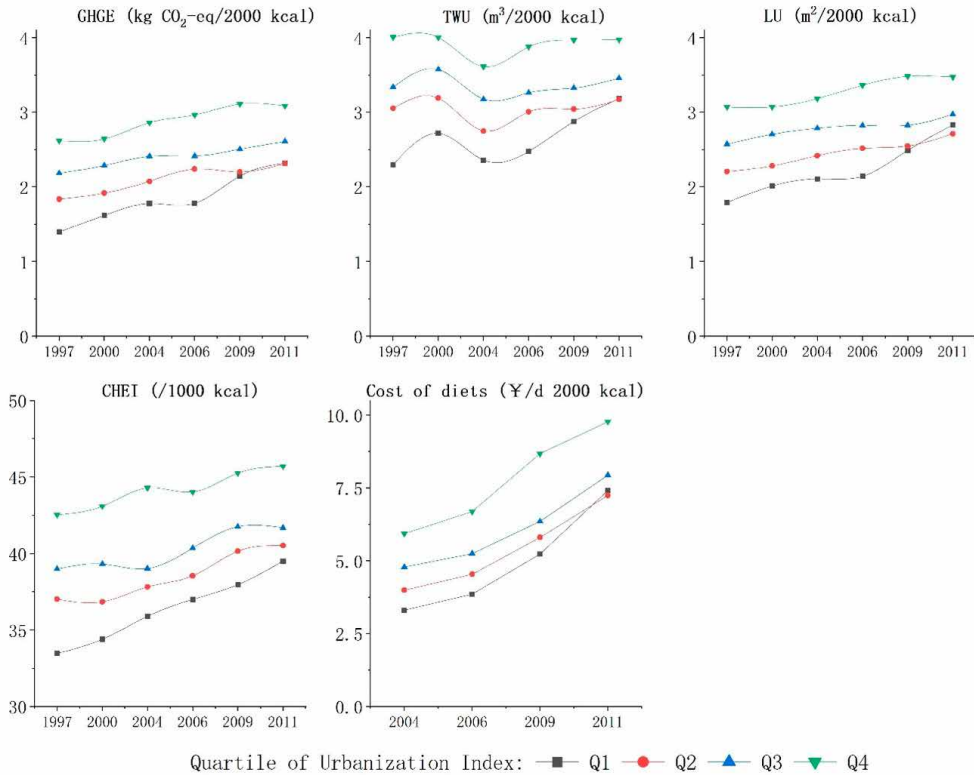 GHGE (kg CO₂-eq/2000 kcal)
4
3
2
1
0
1997 2000 2004 2006 2009 2011
TWU (m³/2000 kcal)
4
3
2
1
0
1997 2000 2004 2006 2009 2011
LU (m²/2000 kcal)
4
3
2
1
0
1997 2000 2004 2006 2009 2011
CHEI (/1000 kcal)
50
45
40
35
30
1997 2000 2004 2006 2009 2011
Cost of diets (¥/d 2000 kcal)
10.0
7.5
5.0
2.5
0.0
2004 2006 2009 2011
Quartile of Urbanization Index: Q1 Q2 Q3 Q4